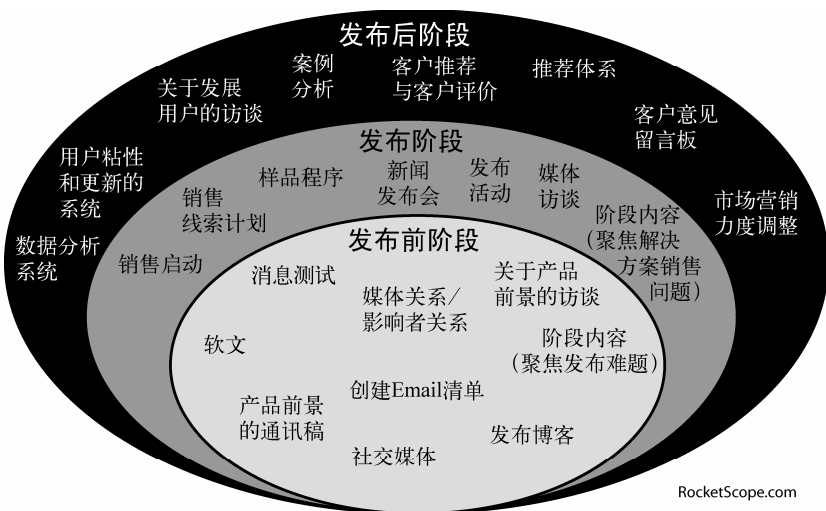 发布后阶段
数据分析
系统
用户粘性
和更新的
系统
关于发展
用户的访谈
案例
分析
客户推荐
与客户评价
推荐体系
客户意见
留言板
市场营销
力度调整
发布阶段
销售启动
销售
线索计划
样品程序
新闻
发布会
发布
活动
媒体
访谈
阶段内容
（聚焦解决
方案销售
问题）
发布前阶段
消息测试
媒体关系/
影响者关系
关于产品
前景的访谈
软文
阶段内容
（聚焦发布难题）
创建Email清单
产品前景
的通讯稿
社交媒体
发布博客
RocketScope.com